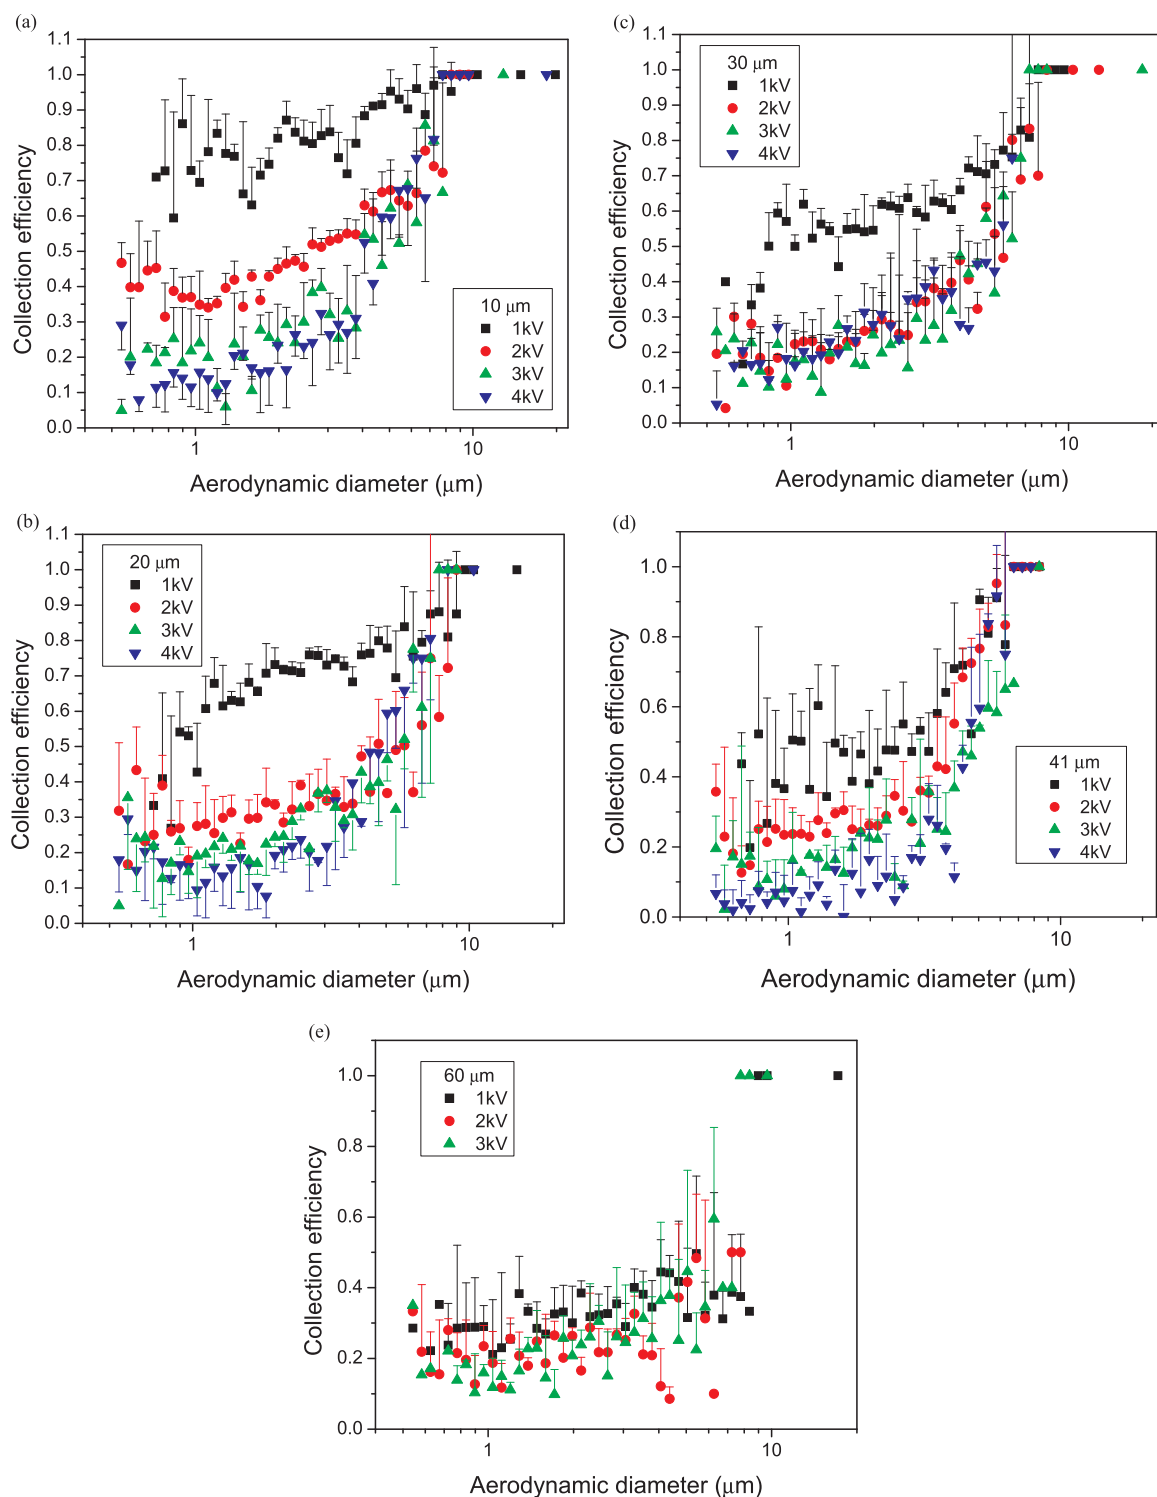 (a)
1.1
1.0
0.9
0.8
0.7
0.6
0.5
0.4
0.3
0.2
0.1
0.0
Collection efficiency
10 μm
1kV
2kV
3kV
4kV
1
10
Aerodynamic diameter (μm)
(c)
1.1
1.0
0.9
0.8
0.7
0.6
0.5
0.4
0.3
0.2
0.1
0.0
Collection efficiency
30 μm
1kV
2kV
3kV
4kV
1
10
Aerodynamic diameter (μm)
(b)
1.1
1.0
0.9
0.8
0.7
0.6
0.5
0.4
0.3
0.2
0.1
0.0
Collection efficiency
20 μm
1kV
2kV
3kV
4kV
1
10
Aerodynamic diameter (μm)
(d)
1.0
0.8
0.6
0.4
0.2
0.0
Collection efficiency
41 μm
1kV
2kV
3kV
4kV
1
10
Aerodynamic diameter (μm)
(e)
1.0
0.8
0.6
0.4
0.2
0.0
Collection efficiency
60 μm
1kV
2kV
3kV
1
10
Aerodynamic diameter (μm)